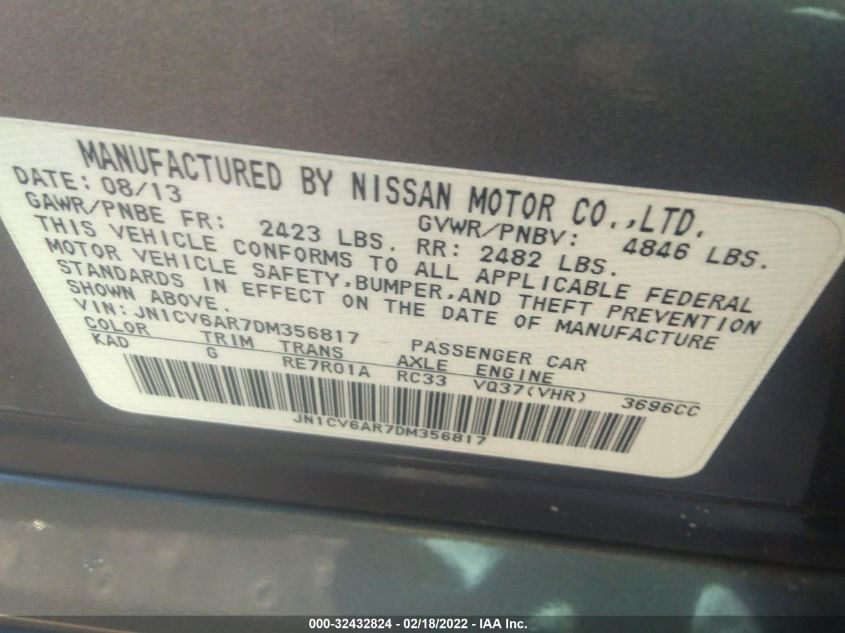 MANUFACTURED BY NISSAN MOTOR CO.,LTD.
DATE: 08/13
GVWR/PNBV: 4846 LBS.
GAWR/PNBE FR: 2423 LBS. RR: 2482 LBS.
THIS VEHICLE CONFORMS TO ALL APPLICABLE FEDERAL
MOTOR VEHICLE SAFETY,BUMPER,AND THEFT PREVENTION
STANDARDS IN EFFECT ON THE DATE OF MANUFACTURE
SHOWN ABOVE.
VIN: JN1CV6AR7DM356817 PASSENGER CAR
COLOR TRIM TRANS AXLE ENGINE
KAD G RE7R01A RC33 VQ37(VHR) 3696CC
JN1CV6AR7DM356817
000-32432824 - 02/18/2022 - IAA Inc.